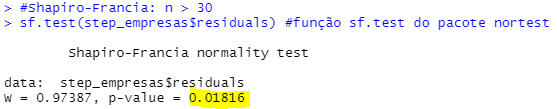 > #Shapiro-Francia: n > 30
> sf.test(step_empresas$residuals) #função sf.test do pacote nortest
Shapiro-Francia normality test
data:  step_empresas$residuals
W = 0.97387, p-value = 0.01816